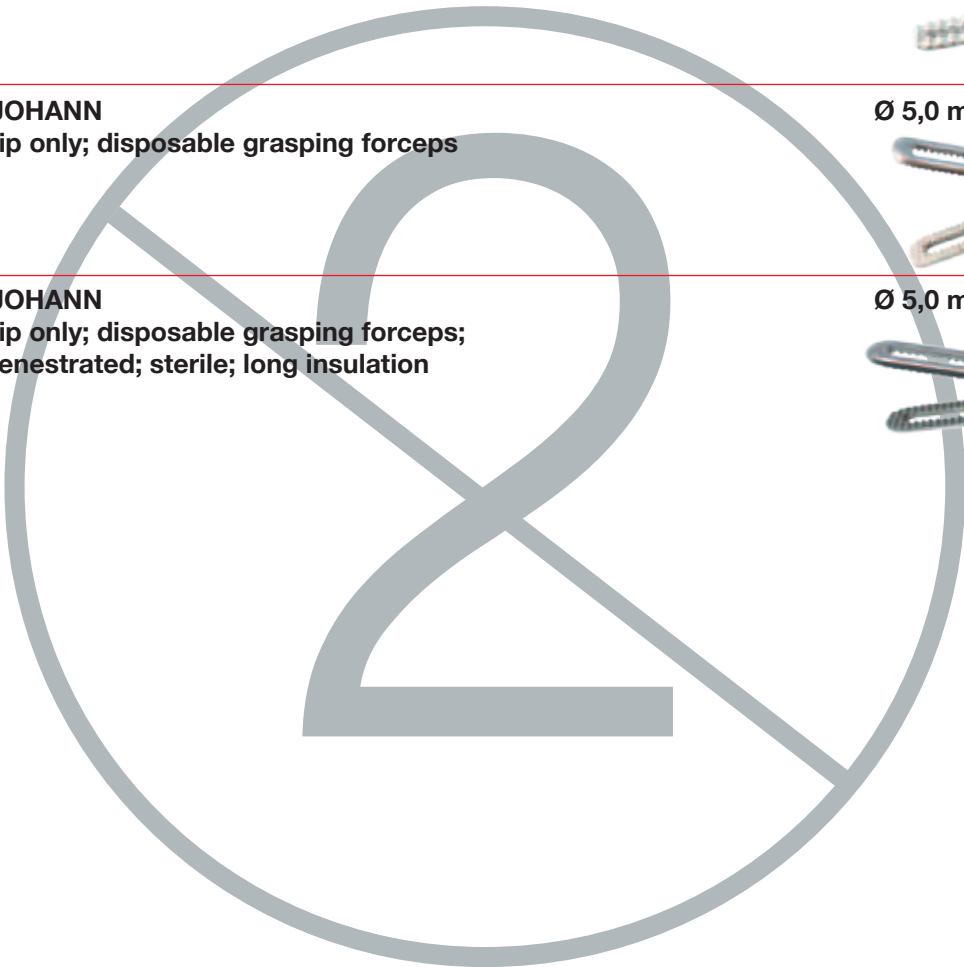 JOHANN
Ø 5,0 m
ip only; disposable grasping forceps
2
JOHANN
Ø 5,0 m
ip only; disposable grasping forceps;
enestrated; sterile; long insulation